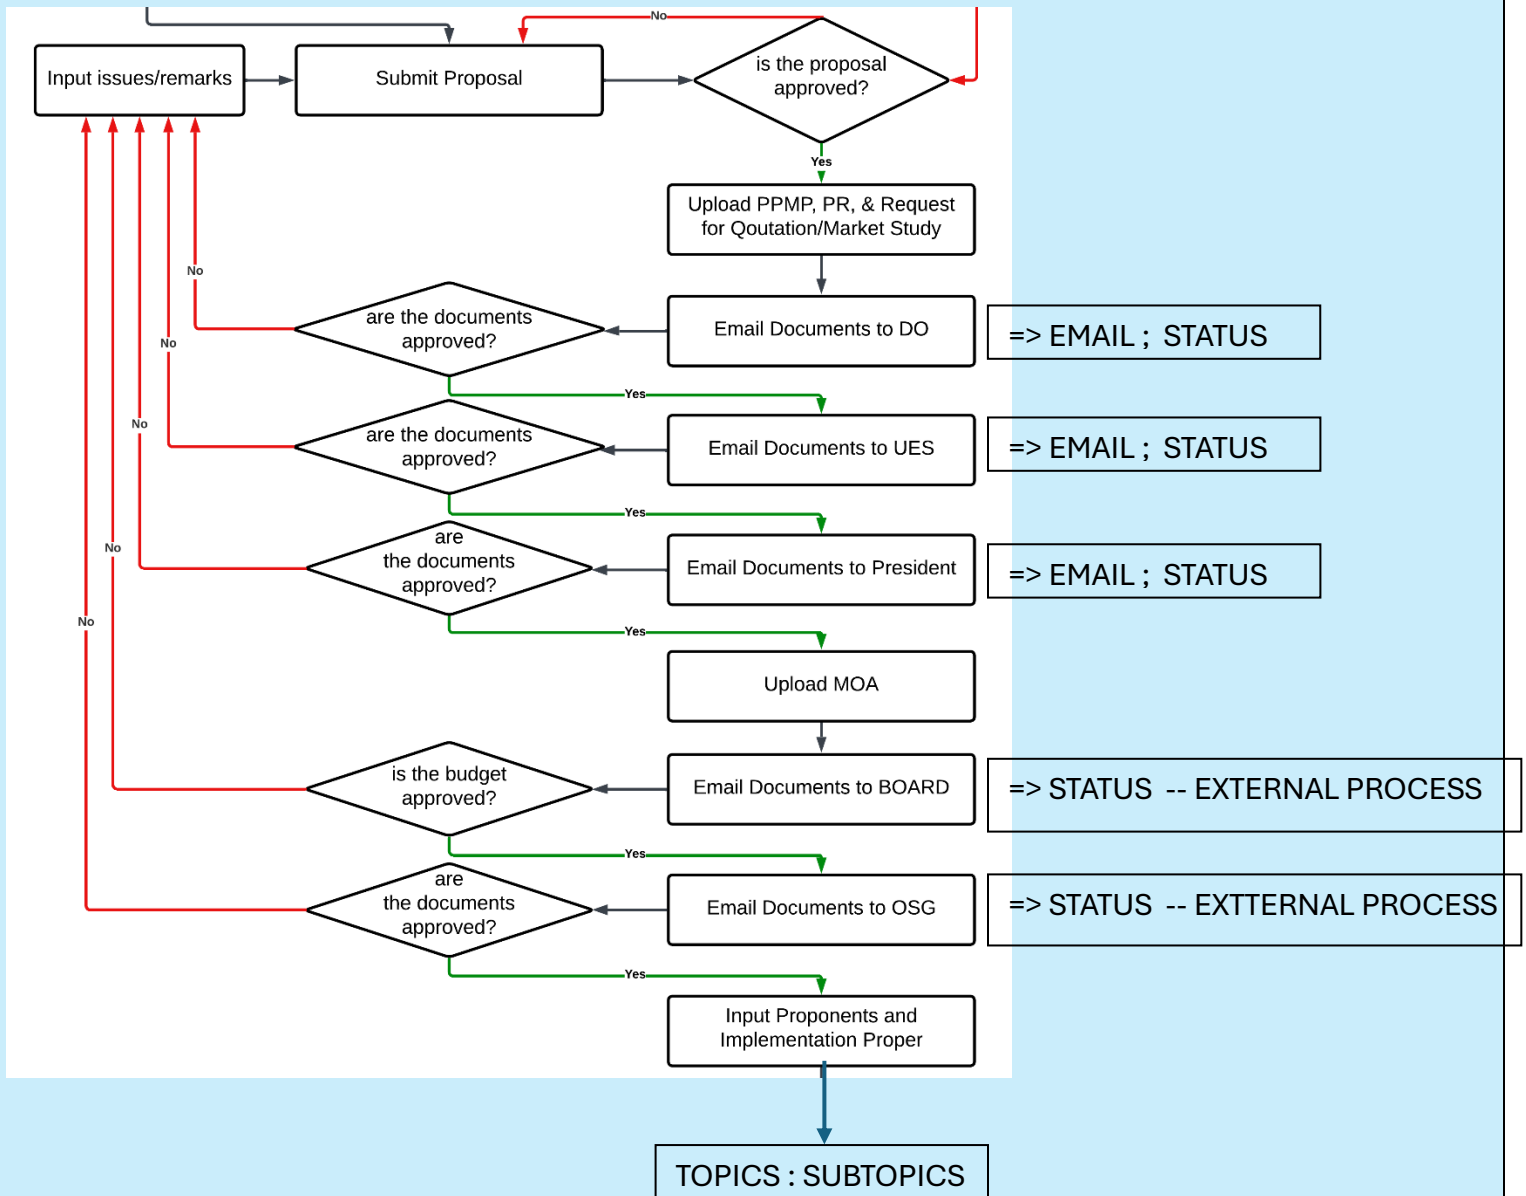 No
Input issues/remarks
Submit Proposal
is the proposal
approved?
Yes
Upload PPMP, PR, & Request
for Qoutation/Market Study
No
are the documents
approved?
Email Documents to DO
=> EMAIL ; STATUS
No
Yes
are the documents
approved?
Email Documents to UES
=> EMAIL ; STATUS
No
Yes
are
the documents
approved?
Email Documents to President
=> EMAIL ; STATUS
No
Yes
No
Upload MOA
is the budget
approved?
Email Documents to BOARD
=> STATUS -- EXTERNAL PROCESS
Yes
are
the documents
approved?
Email Documents to OSG
=> STATUS -- EXTTERNAL PROCESS
Yes
Input Proponents and
Implementation Proper
TOPICS : SUBTOPICS